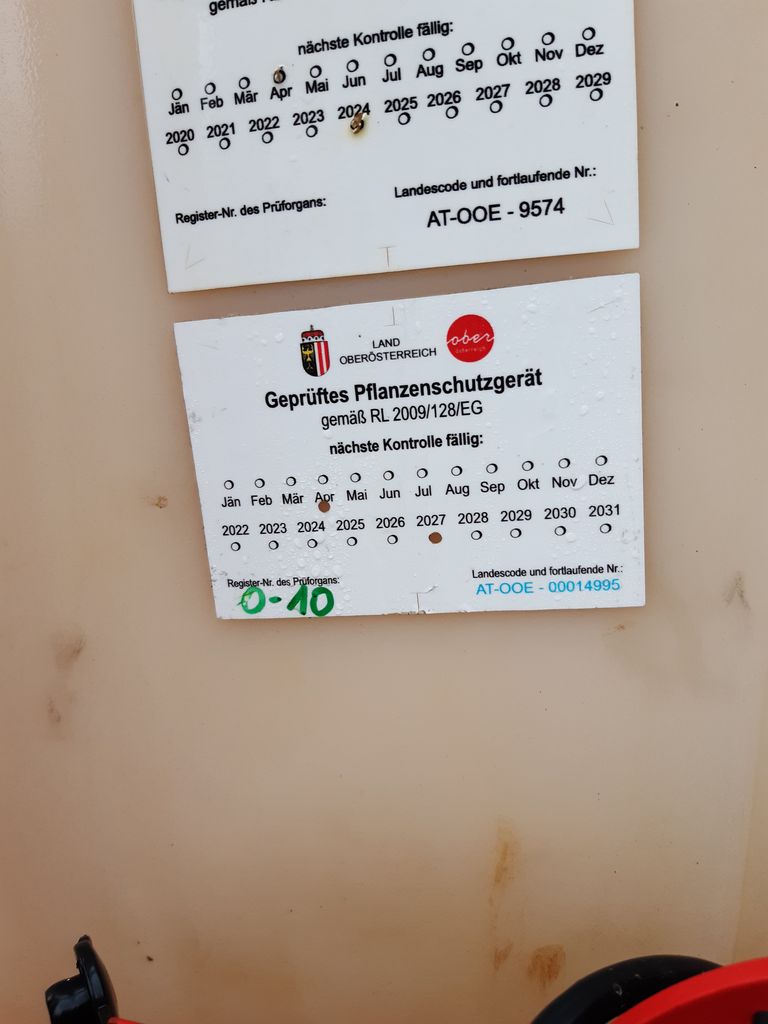 gemäß
nächste Kontrolle fällig:
Jän Feb Mär Apr Mai Jun Jul Aug Sep Okt Nov Dez
2020 2021 2022 2023 2024 2025 2026 2027 2028 2029
Register-Nr. des Prüforgans:
Landescode und fortlaufende Nr.:
AT-OOE - 9574
LAND
OBERÖSTERREICH
ober
österreich
Geprüftes Pflanzenschutzgerät
gemäß RL 2009/128/EG
nächste Kontrolle fällig:
Jän Feb Mär Apr Mai Jun Jul Aug Sep Okt Nov Dez
2022 2023 2024 2025 2026 2027 2028 2029 2030 2031
Register-Nr. des Prüforgans:
O-10
Landescode und fortlaufende Nr.:
AT-OOE - 00014995